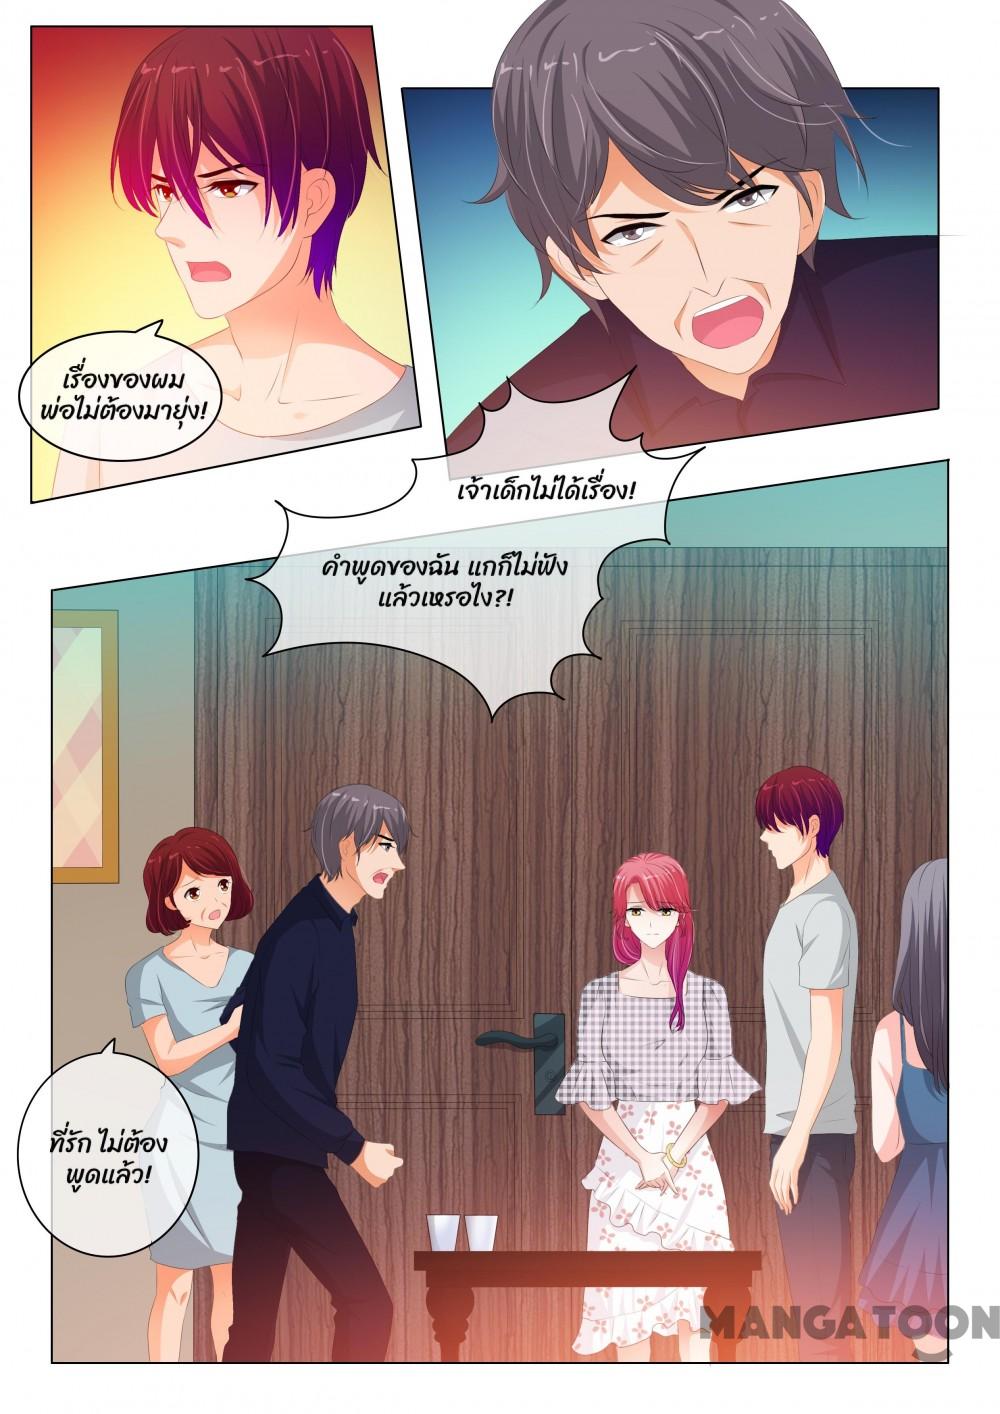 เรื่องของผม
พ่อไม่ต้องมายุ่ง!
เจ้าเด็กไม่ได้เรื่อง!
คำพูดของฉัน แกก็ไม่ฟัง
แล้วเหรอไง?!
ที่รัก ไม่ต้อง
พูดแล้ว!
MANGATOON